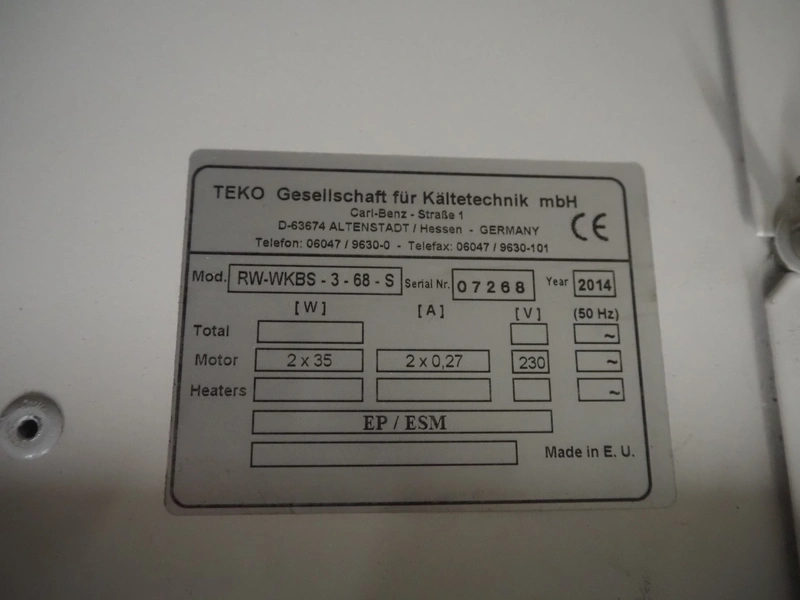 TEKO Gesellschaft für Kältetechnik mbH
Carl-Benz - Straße 1
D-63674 ALTENSTADT / Hessen - GERMANY
Telefon: 06047 / 9630-0 - Telefax: 06047 / 9630-101
CE
Mod. RW-WKBS - 3 - 68 - S Serial Nr. 07268 Year 2014
[ W ] [ A ] [ V ] (50 Hz)
Total ~
Motor 2 x 35 2 x 0,27 230 ~
Heaters ~
EP / ESM
Made in E. U.